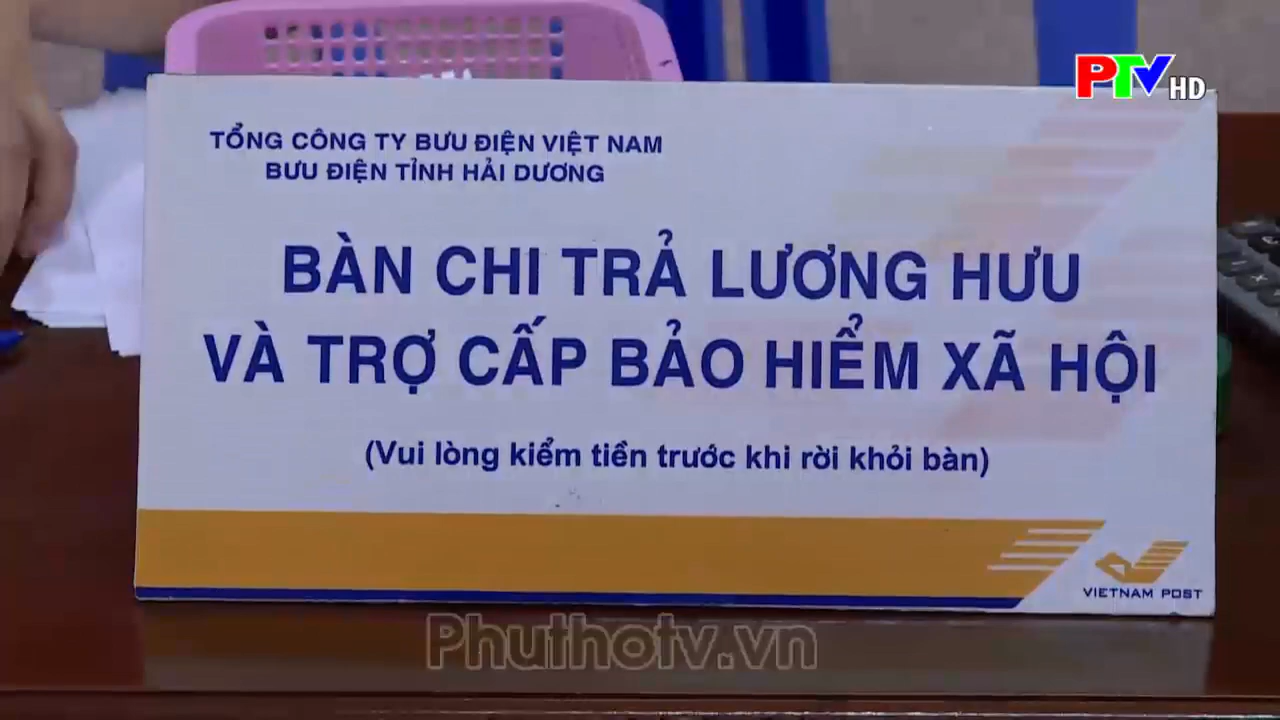 PTV HD
TỔNG CÔNG TY BƯU ĐIỆN VIỆT NAM
BƯU ĐIỆN TỈNH HẢI DƯƠNG
BÀN CHI TRẢ LƯƠNG HƯU
VÀ TRỢ CẤP BẢO HIỂM XÃ HỘI
(Vui lòng kiểm tiền trước khi rời khỏi bàn)
VIETNAM POST
Phuthotv.vn